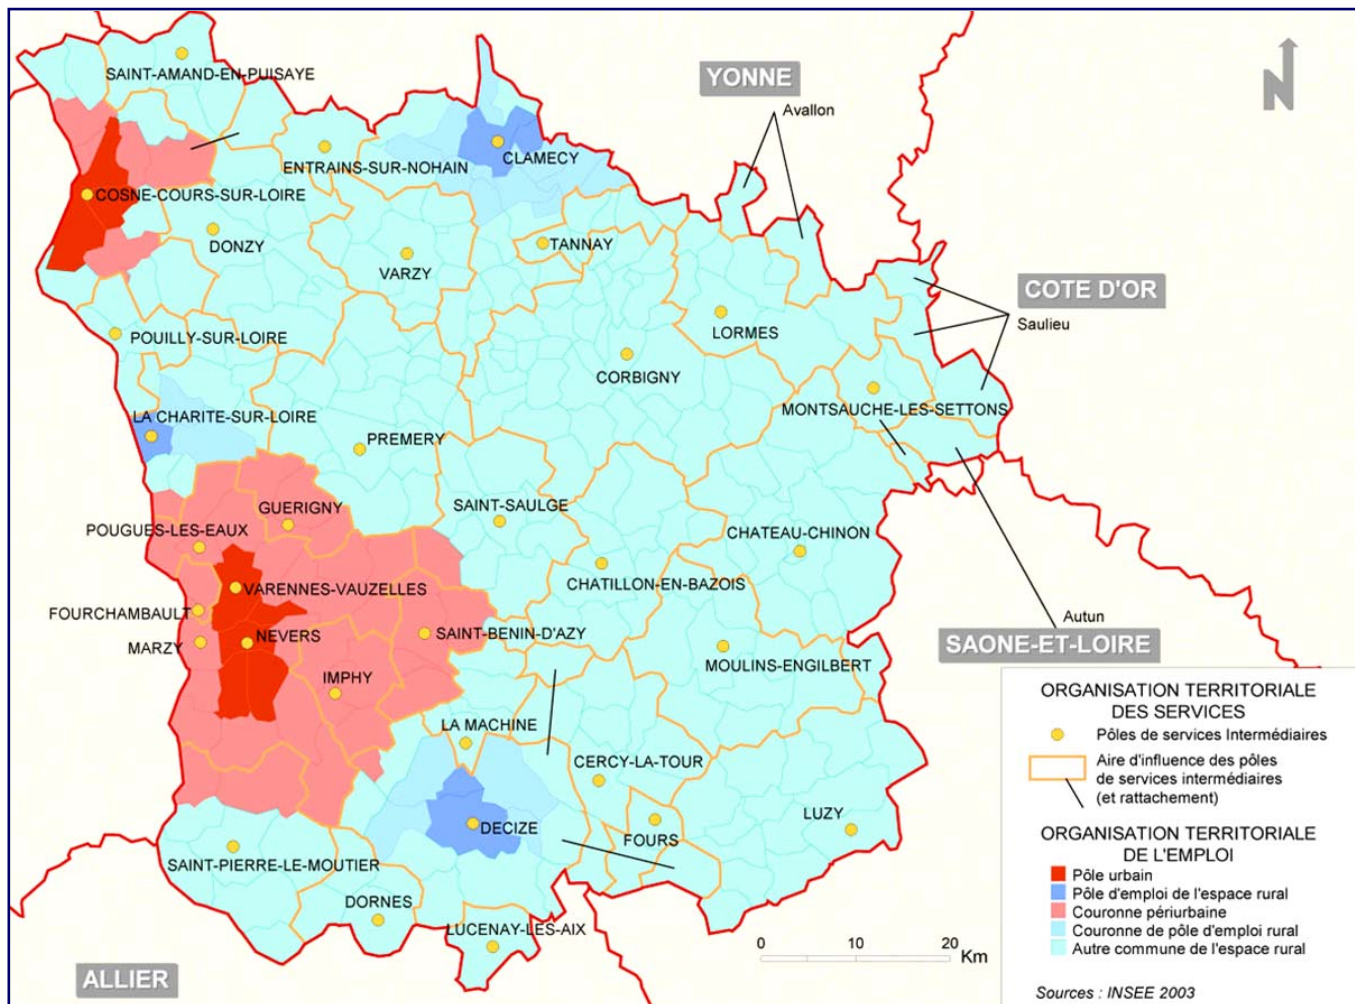 SAINT-AMAND-EN-PUISAYE
YONNE
Avallon
N
ENTRAINS-SUR-NOHAIN
CLAMECY
COSNE-COURS-SUR-LOIRE
DONZY
VARZY
TANNAY
COTE D'OR
Saulieu
POUILLY-SUR-LOIRE
LORMES
CORBIGNY
MONTSAUCHE-LES-SETTONS
LA CHARITE-SUR-LOIRE
PREMERY
GUERIGNY
SAINT-SAULGE
POUGUES-LES-EAUX
CHATEAU-CHINON
CHATILLON-EN-BAZOIS
VARENNES-VAUZELLES
FOURCHAMBAULT
MARZY
NEVERS
SAINT-BENIN-D'AZY
Autun
SAONE-ET-LOIRE
MOULINS-ENGILBERT
IMPHY
LA MACHINE
CERCY-LA-TOUR
DECIZE
FOURS
LUZY
SAINT-PIERRE-LE-MOUTIER
DORNES
LUCENAY-LES-AIX
ALLIER
0 10 20
Km
ORGANISATION TERRITORIALE
DES SERVICES
Pôles de services Intermédiaires
Aire d'influence des pôles
de services intermédiaires
(et rattachement)
ORGANISATION TERRITORIALE
DE L'EMPLOI
Pôle urbain
Pôle d'emploi de l'espace rural
Couronne périurbaine
Couronne de pôle d'emploi rural
Autre commune de l'espace rural
Sources : INSEE 2003